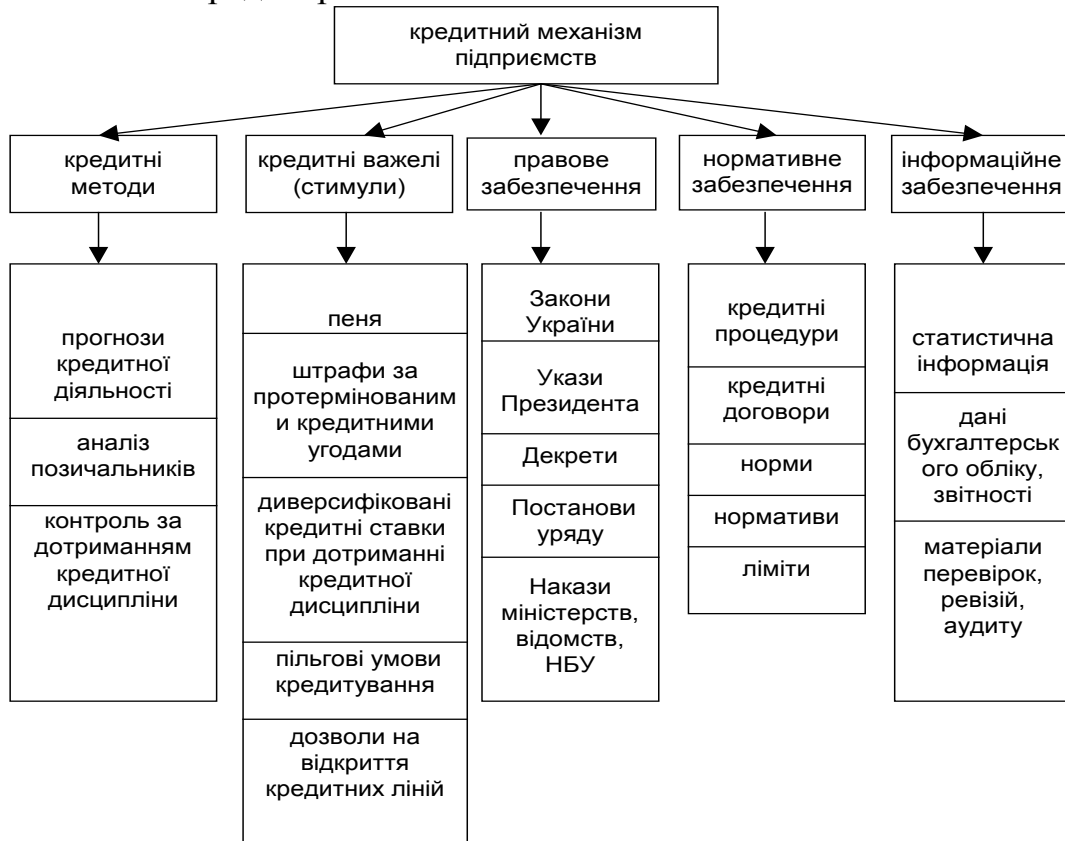 кредитний механізм
підприємств
кредитні
методи
кредитні важелі
(стимули)
правове
забезпечення
нормативне
забезпечення
інформаційне
забезпечення
прогнози
кредитної
діяльності
аналіз
позичальників
контроль за
дотриманням
кредитної
дисципліни
пеня
штрафи за
протермінованим
и кредитними
угодами
диверсифіковані
кредитні ставки
при дотриманні
кредитної
дисципліни
пільгові умови
кредитування
дозволи на
відкриття
кредитних ліній
Закони
України
Укази
Президента
Декрети
Постанови
уряду
Накази
міністерств,
відомств,
НБУ
кредитні
процедури
кредитні
договори
норми
нормативи
ліміти
статистична
інформація
дані
бухгалтерськ
ого обліку,
звітності
матеріали
перевірок,
ревізій,
аудиту